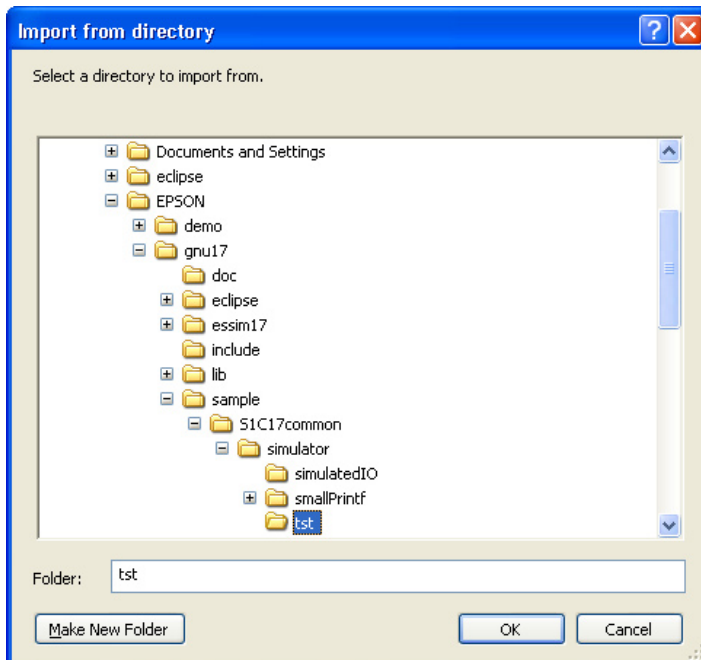 Import from directory
Select a directory to import from.
Documents and Settings
eclipse
EPSON
demo
gnu17
doc
eclipse
essim17
include
lib
sample
S1C17common
simulator
simulatedIO
smallPrintf
tst
Folder: tst
Make New Folder OK Cancel